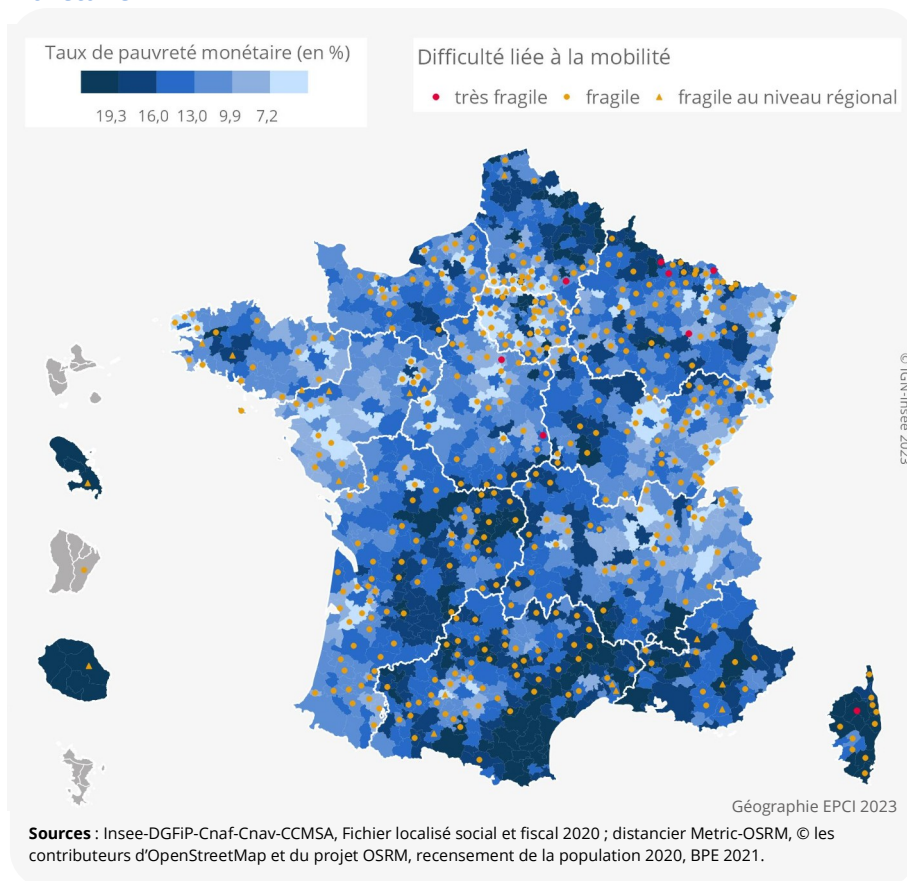 Taux de pauvreté monétaire (en %)
19,3 16,0 13,0 9,9 7,2
Difficulté liée à la mobilité
très fragile fragile fragile au niveau régional
© IGN-Insee 2023
Géographie EPCI 2023
Sources : Insee-DGFiP-Cnaf-Cnav-CCMSA, Fichier localisé social et fiscal 2020 ; distancier Metric-OSRM, © les
contributeurs d’OpenStreetMap et du projet OSRM, recensement de la population 2020, BPE 2021.